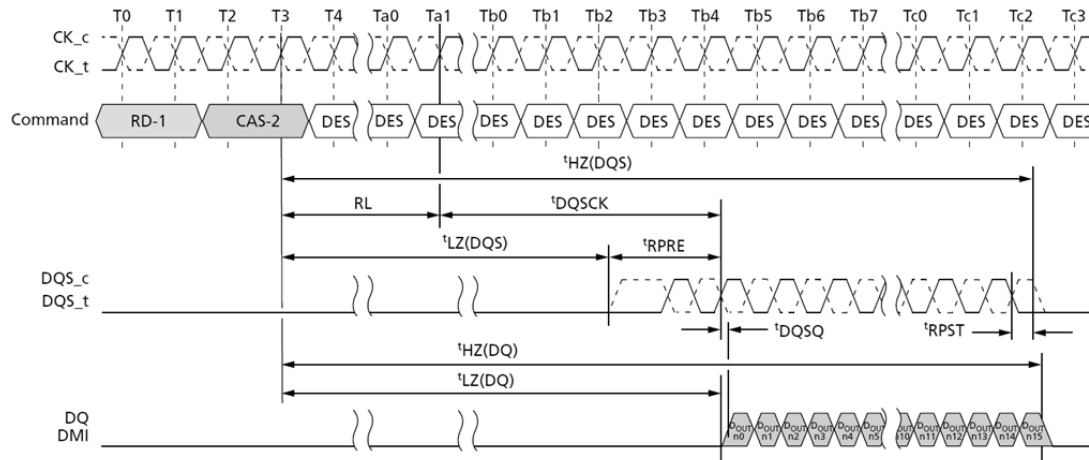 T0 T1 T2 T3 T4 Ta0 Ta1 Tb0 Tb1 Tb2 Tb3 Tb4 Tb5 Tb6 Tb7 Tc0 Tc1 Tc2 Tc3
CK_c
CK_t
Command RD-1 CAS-2 DES DES DES DES DES DES DES DES DES DES DES DES DES DES DES
tHZ(DQS)
RL tDQSCK
tLZ(DQS) tRPRE
DQS_c
DQS_t
tDQSQ tRPST
tHZ(DQ)
tLZ(DQ)
DQ
DMI
DOUT DOUT DOUT DOUT DOUT DOUT DOUT DOUT DOUT DOUT DOUT DOUT
n0 n1 n2 n3 n4 n5 n10 n11 n12 n13 n14 n15